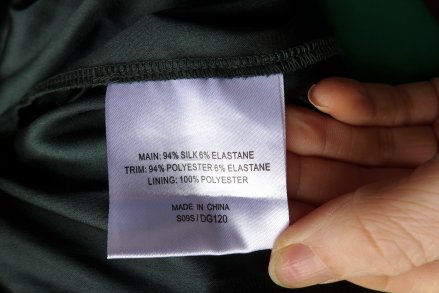 MAIN: 94% SILK 6% ELASTANE
TRIM: 94% POLYESTER 6% ELASTANE
LINING: 100% POLYESTER
MADE IN CHINA
S09S / DG120